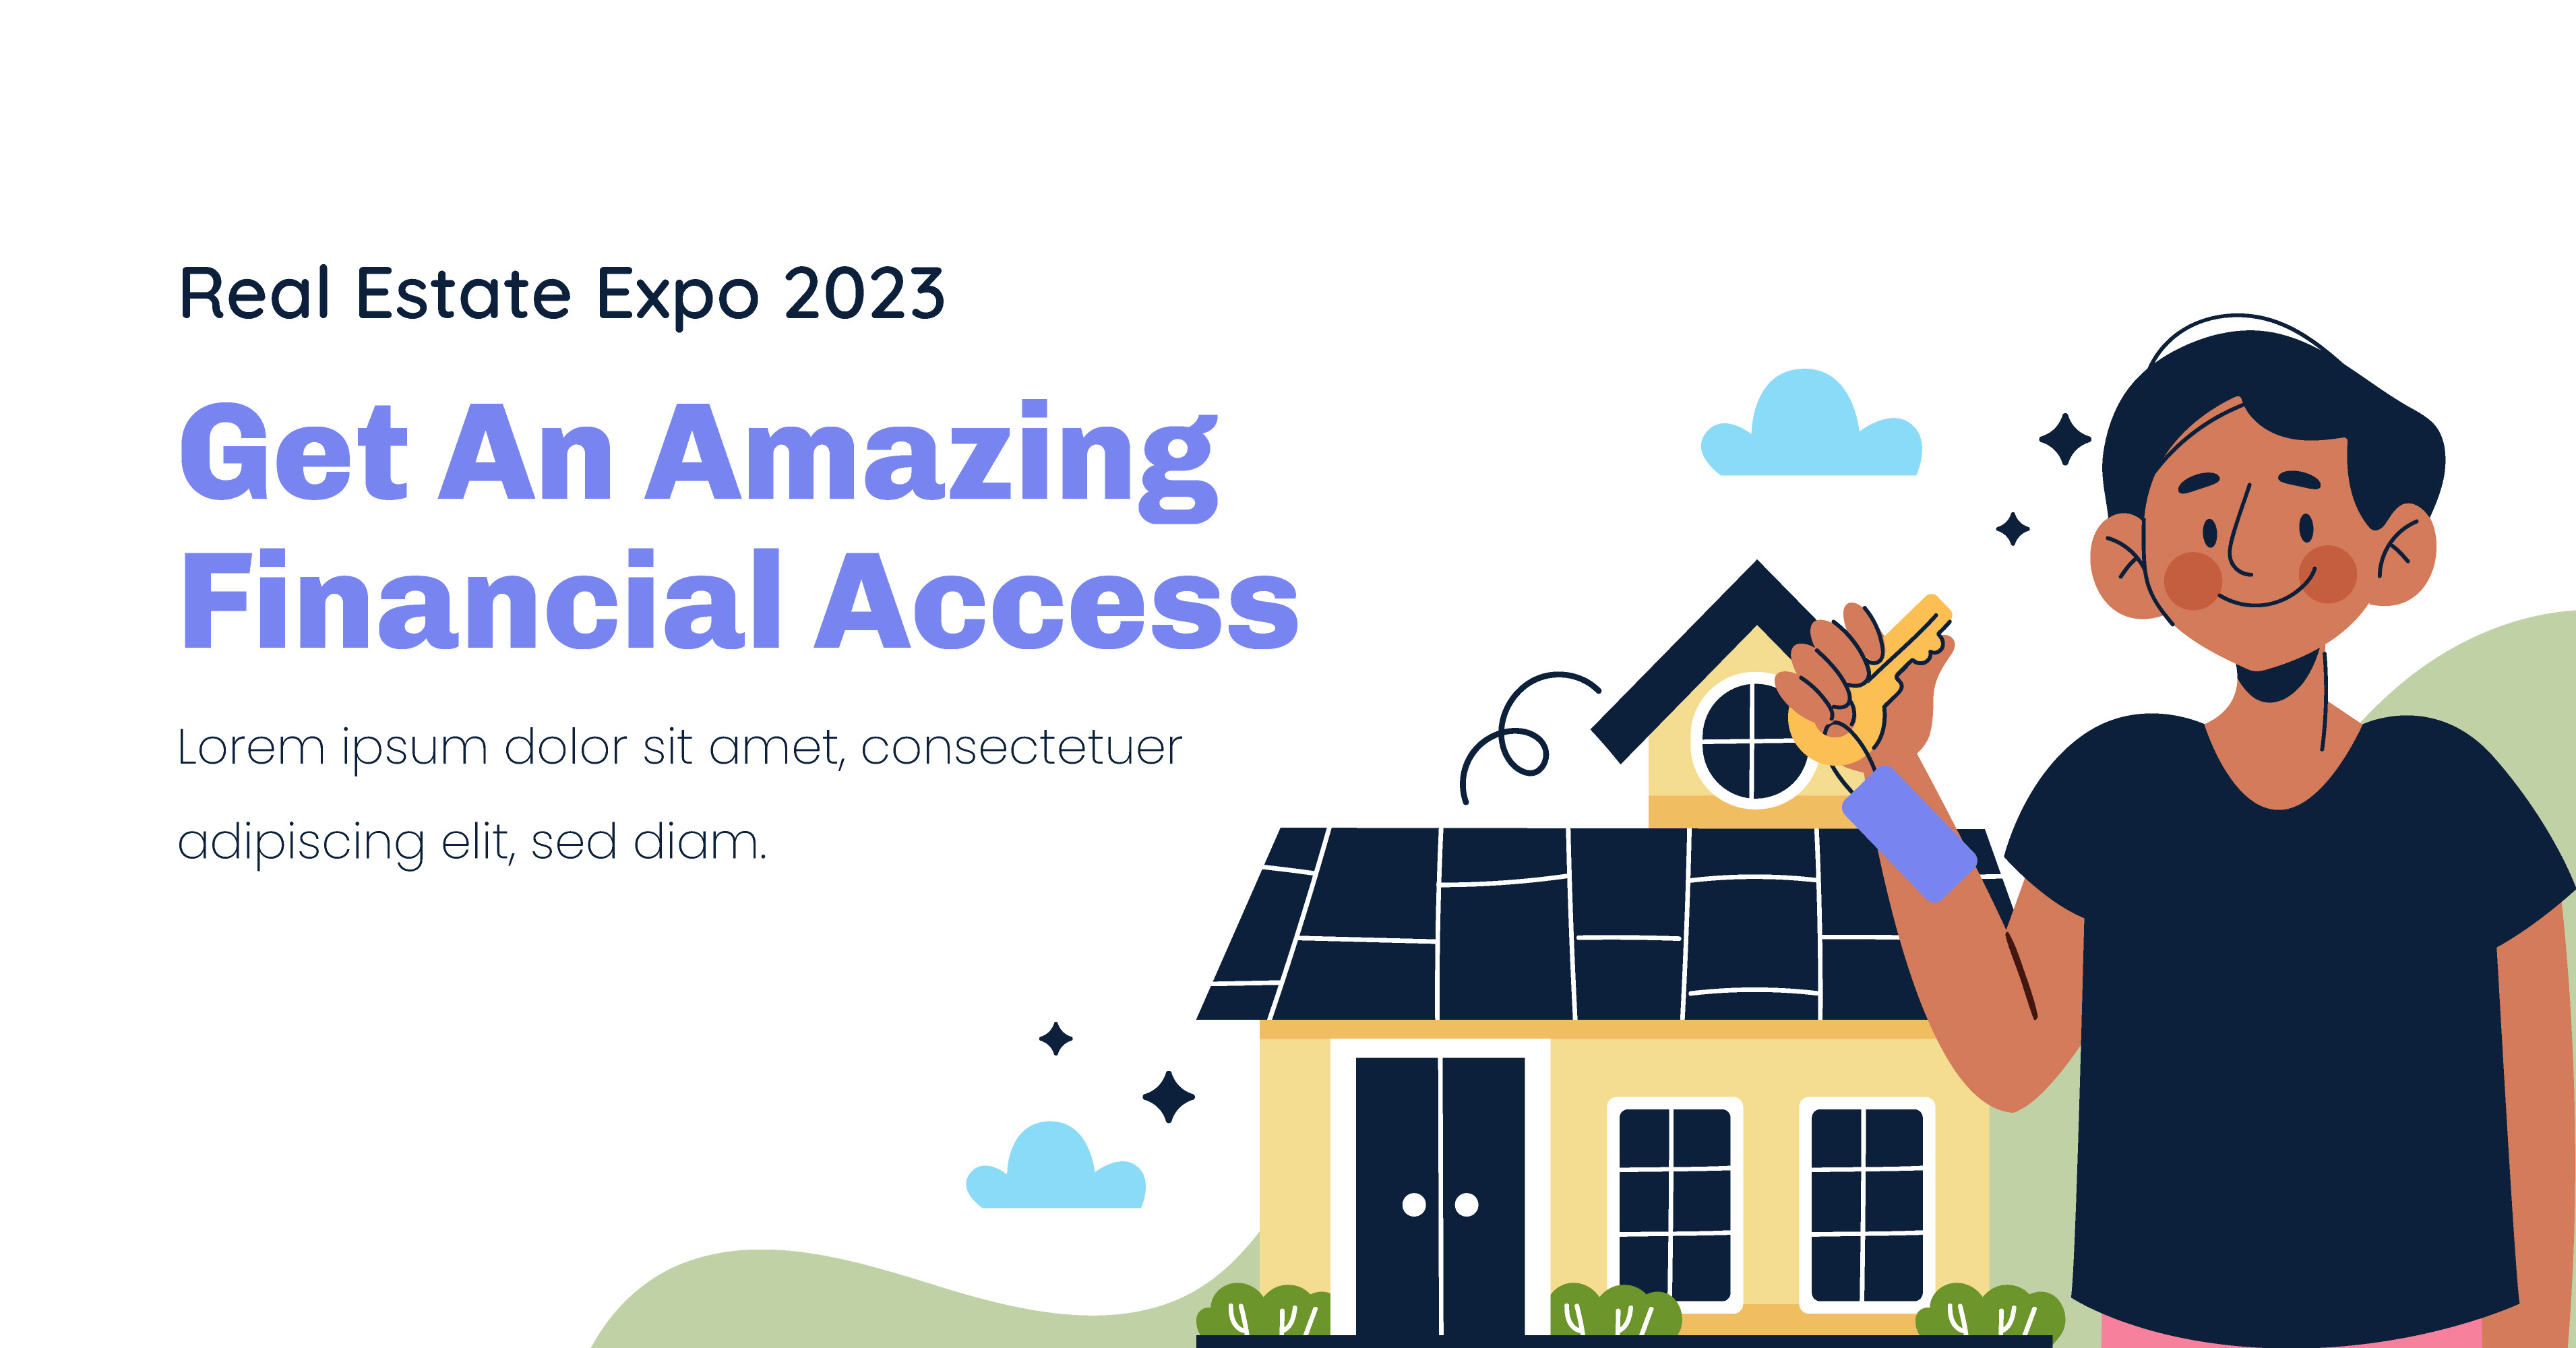 Real Estate Expo 2023
Get An Amazing
Financial Access
Lorem ipsum dolor sit amet, consectetuer
adipiscing elit, sed diam.